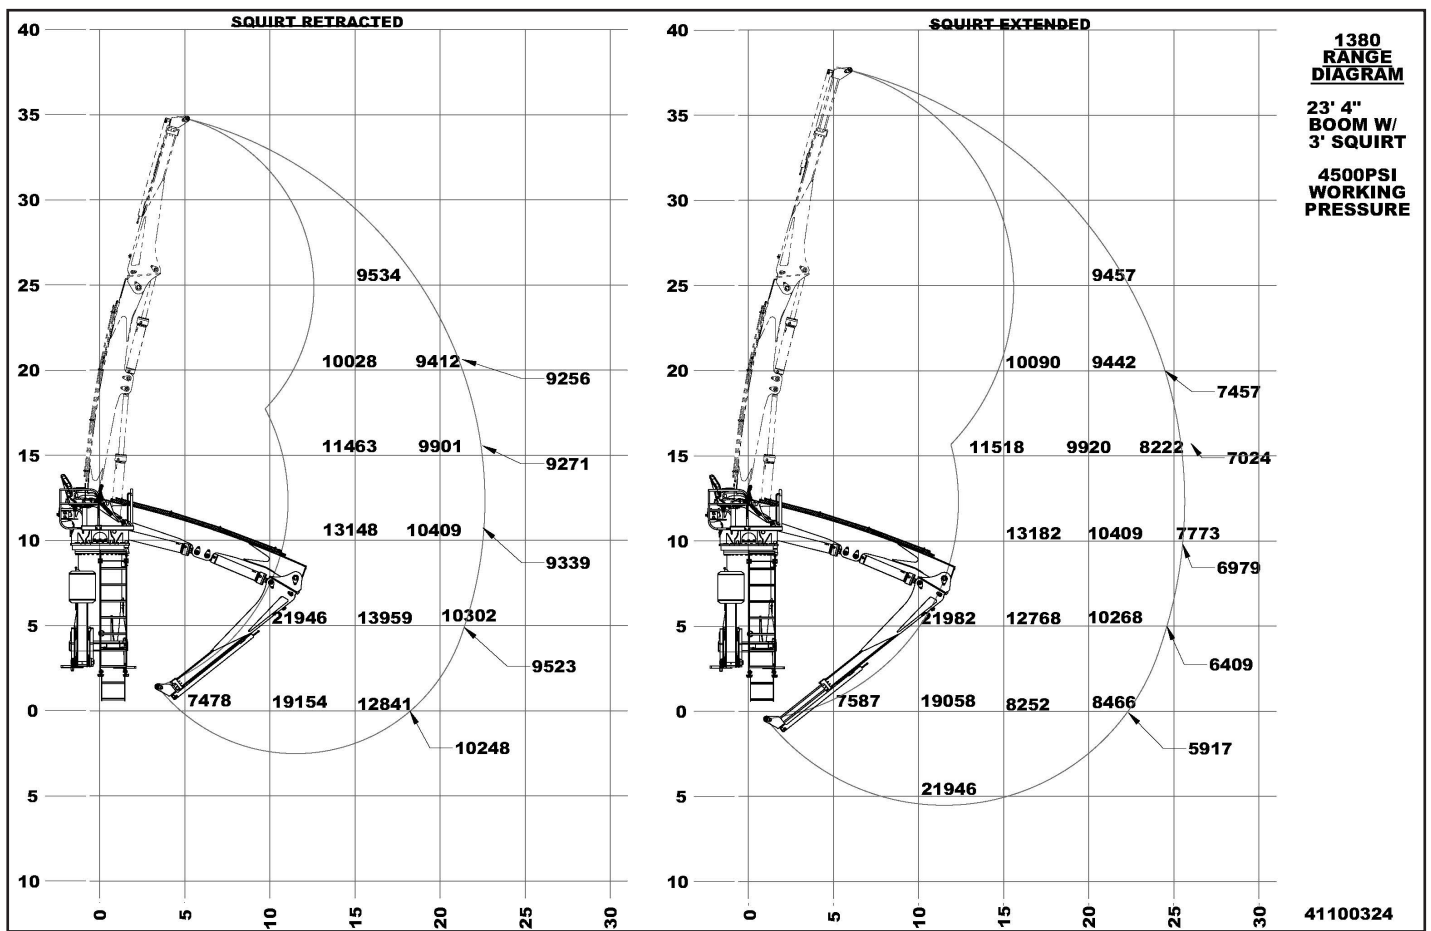 SQUIRT RETRACTED
40
35
30
25
20
15
10
5
0
5
10
9534
10028 9412
9256
11463 9901
9271
13148 10409
9339
21946 13959 10302
9523
7478 19154 12841
10248
0 5 10 15 20 25 30
SQUIRT EXTENDED
40
35
30
25
20
15
10
5
0
5
10
9457
10090 9442
7457
11518 9920 8222
7024
13182 10409 7773
6979
21982 12768 10268
6409
7587 19058 8252 8466
5917
21946
0 5 10 15 20 25 30
1380
RANGE
DIAGRAM
23' 4"
BOOM W/
3' SQUIRT
4500PSI
WORKING
PRESSURE
41100324